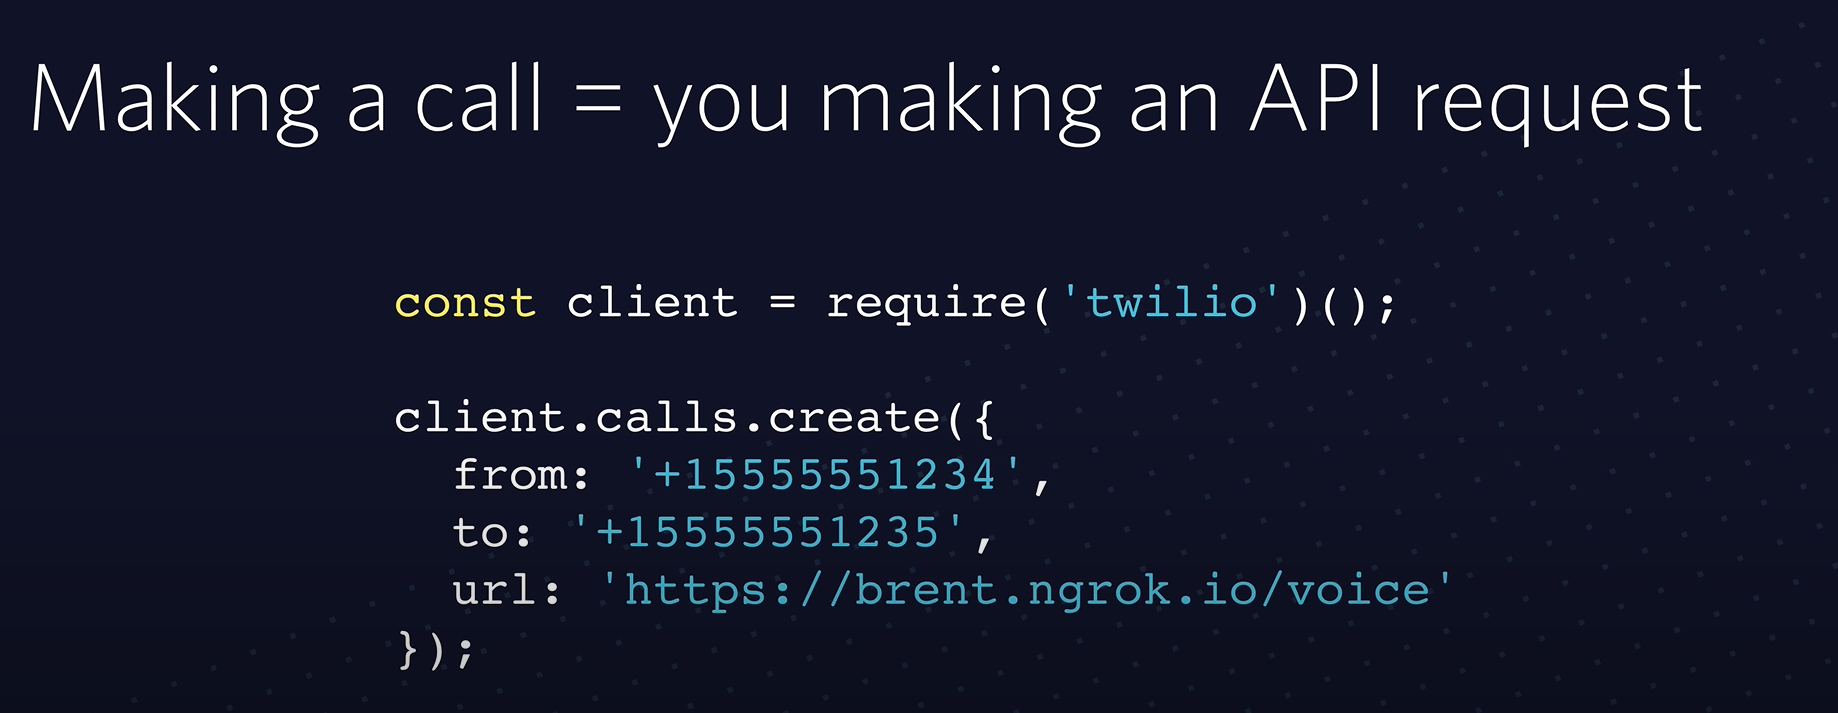 Making a call = you making an API request
const client = require('twilio')();
client.calls.create({
from: '+15555551234',
to: '+15555551235',
url: 'https://brent.ngrok.io/voice'
});